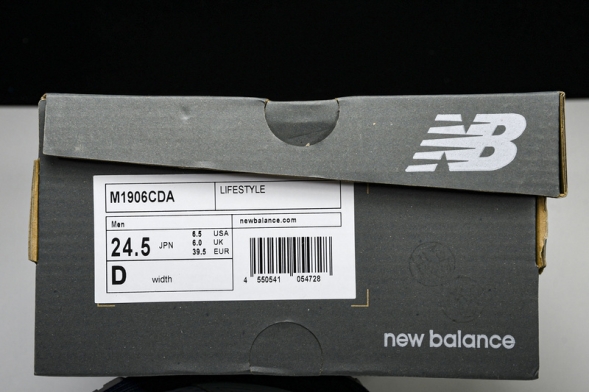 NB
M1906CDA LIFESTYLE
Men newbalance.com
24.5 JPN
6.5 USA
6.0 UK
39.5 EUR
D width
4 550541 054728
new balance